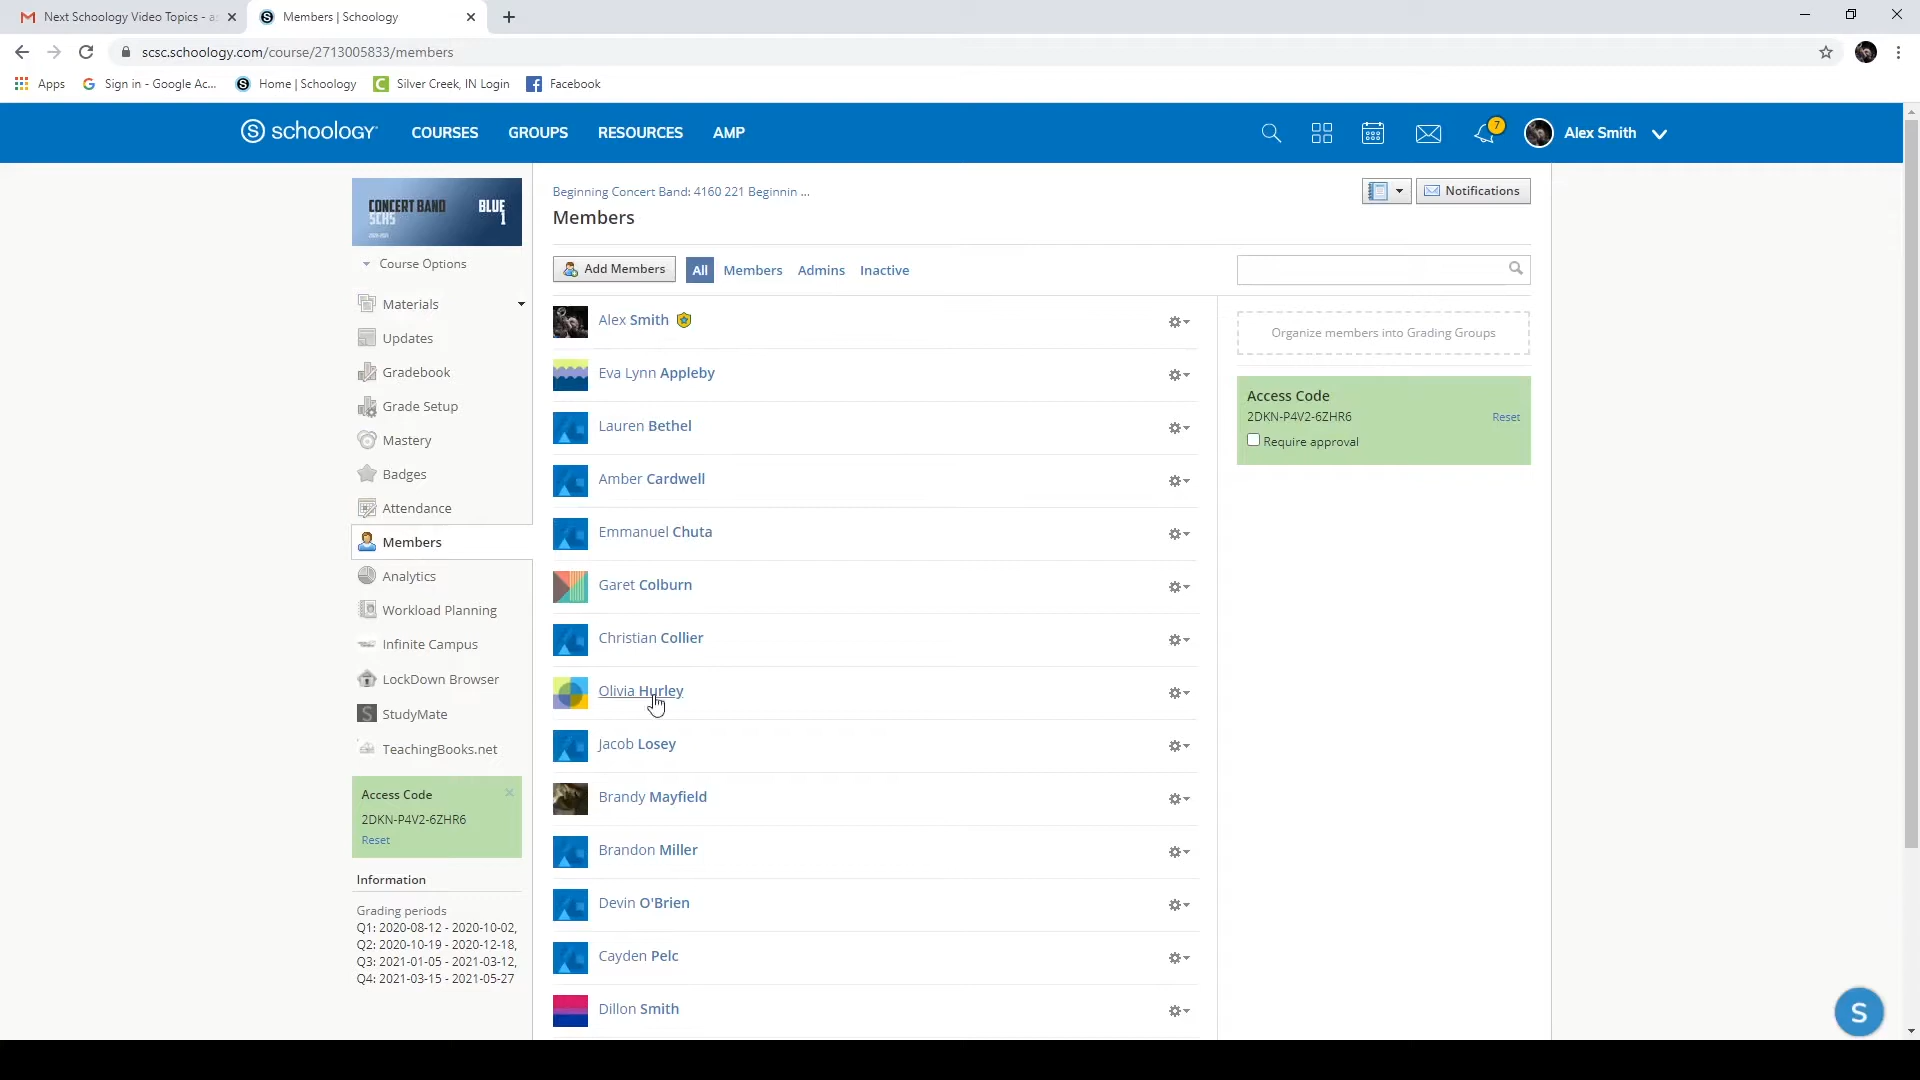 Next Schoology Video Topics - a
Members | Schoology
scsc.schoology.com/course/2713005833/members
Apps
Sign in - Google Ac...
Home | Schoology
Silver Creek, IN Login
Facebook
schoology
COURSES
GROUPS
RESOURCES
AMP
7
Alex Smith
CONCERT BAND
SCHS
BLUE
1
Course Options
Materials
Updates
Gradebook
Grade Setup
Mastery
Badges
Attendance
Members
Analytics
Workload Planning
Infinite Campus
LockDown Browser
StudyMate
TeachingBooks.net
Access Code
2DKN-P4V2-6ZHR6
Reset
Information
Grading periods
Q1: 2020-08-12 - 2020-10-02,
Q2: 2020-10-19 - 2020-12-18,
Q3: 2021-01-05 - 2021-03-12,
Q4: 2021-03-15 - 2021-05-27
Beginning Concert Band: 4160 221 Beginnin ...
Members
Notifications
Add Members
All
Members
Admins
Inactive
Alex Smith
Eva Lynn Appleby
Lauren Bethel
Amber Cardwell
Emmanuel Chuta
Garet Colburn
Christian Collier
Olivia Hurley
Jacob Losey
Brandy Mayfield
Brandon Miller
Devin O'Brien
Cayden Pelc
Dillon Smith
Organize members into Grading Groups
Access Code
2DKN-P4V2-6ZHR6
Reset
Require approval
S